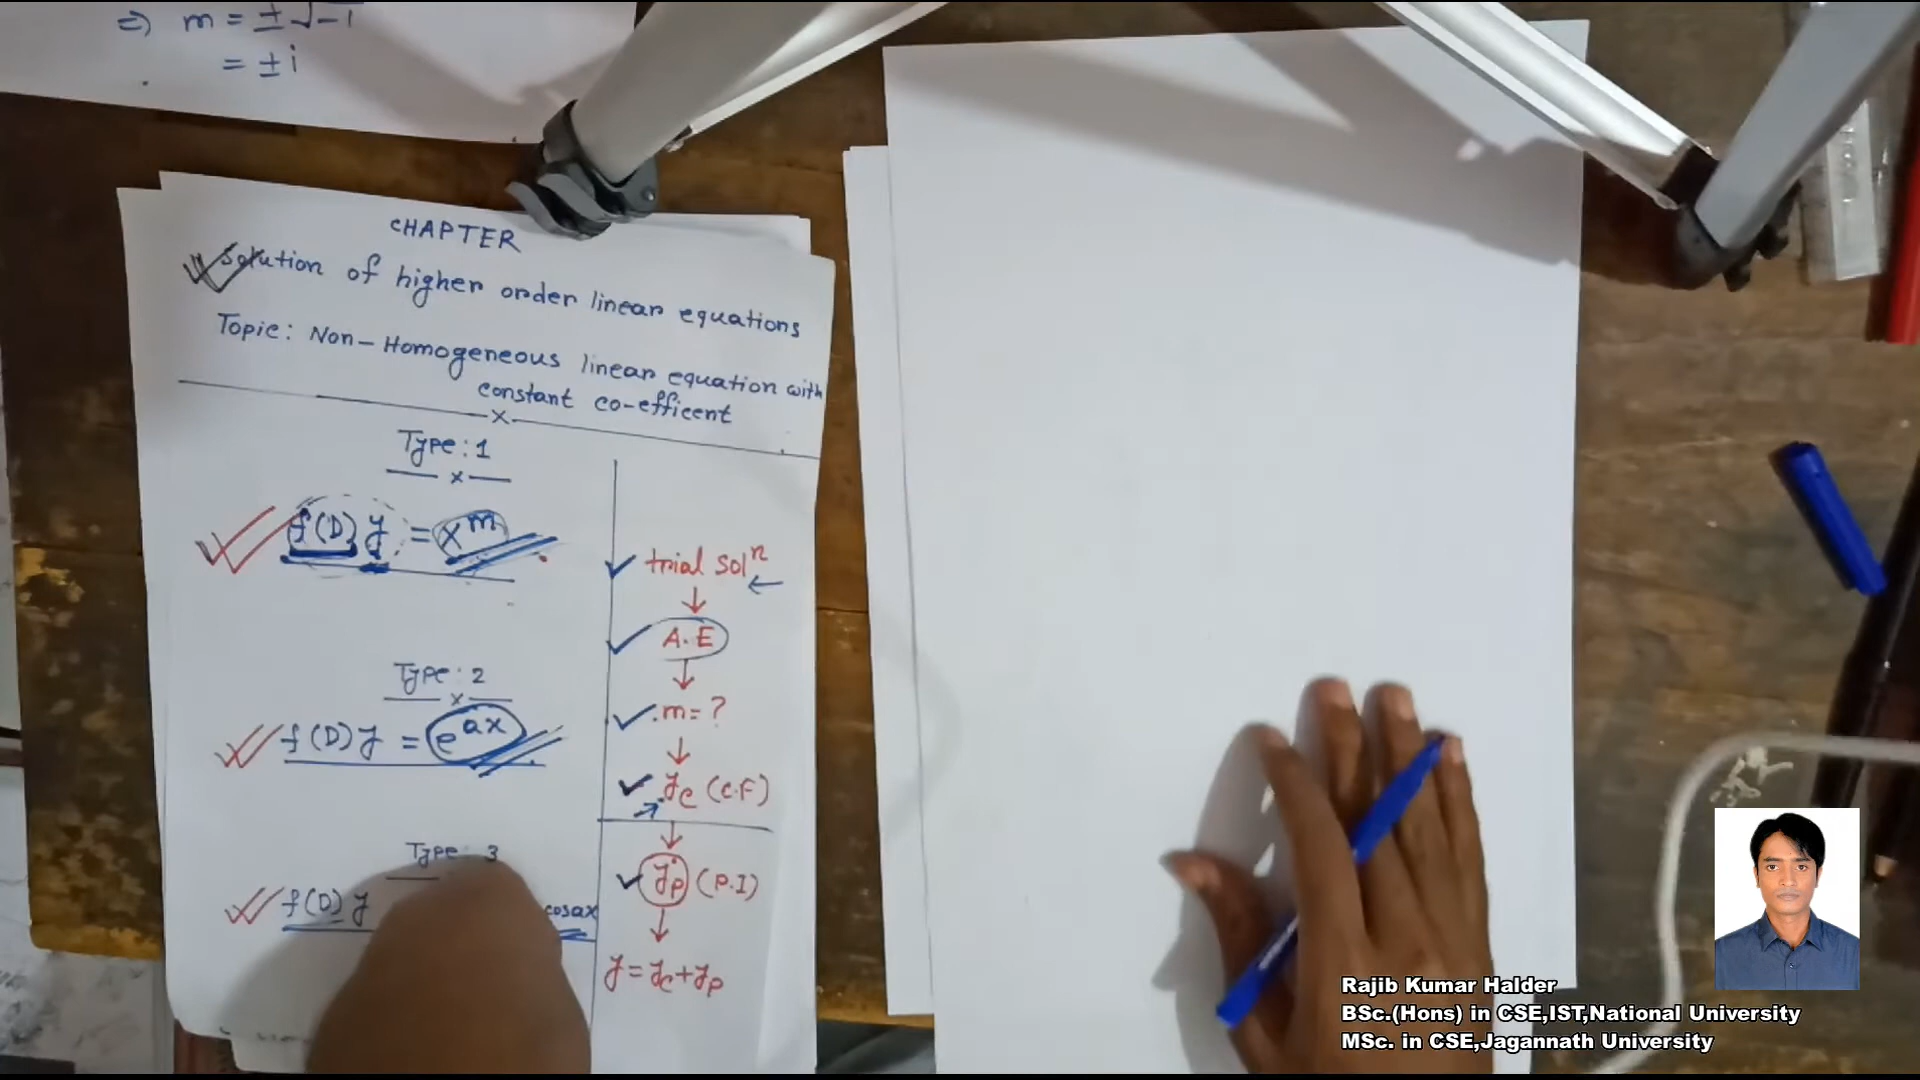 ⇒ m = ±√-1
= ±i
CHAPTER
Solution of higher order linear equations
Topic: Non-Homogeneous linear equation with
constant co-efficent
Type: 1
f(D)y = x^m
Type: 2
f(D)y = e^ax
Type: 3
f(D)y cosax
trial sol^n
↓
A.E
↓
m = ?
↓
y_c (C.F)
↓
y_p (P.I)
↓
y = y_c + y_p
Rajib Kumar Halder
BSc.(Hons) in CSE,IST,National University
MSc. in CSE,Jagannath University